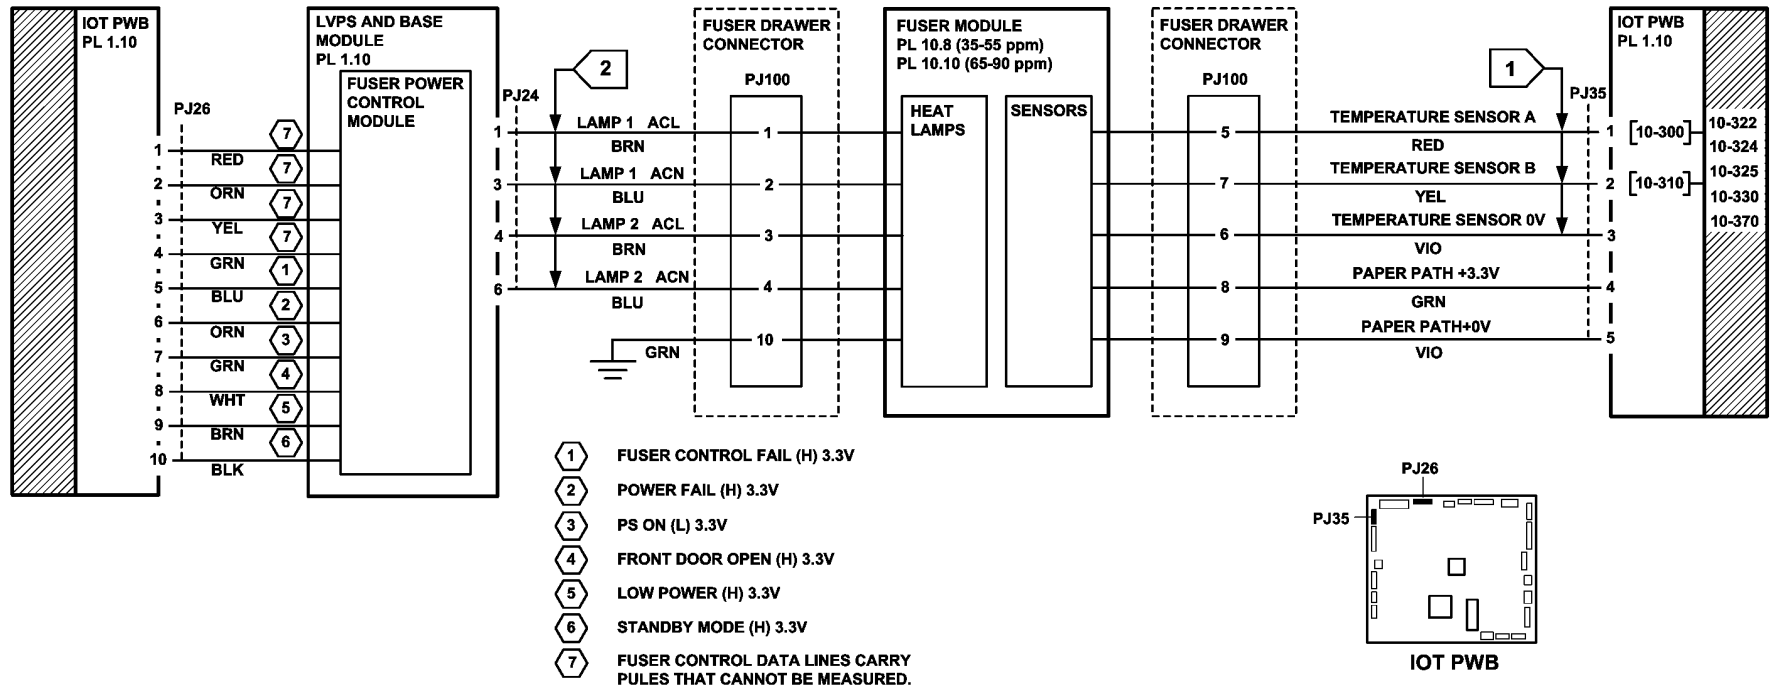 IOT PWB
PL 1.10
PJ26
1
2
3
4
5
6
7
8
9
10
RED
ORN
YEL
GRN
BLU
ORN
GRN
WHT
BRN
BLK
7
7
7
7
1
2
3
4
5
6
LVPS AND BASE
MODULE
PL 1.10
FUSER POWER
CONTROL
MODULE
PJ24
1
3
4
6
2
LAMP 1 ACL
BRN
LAMP 1 ACN
BLU
LAMP 2 ACL
BRN
LAMP 2 ACN
BLU
GRN
FUSER DRAWER
CONNECTOR
PJ100
1
2
3
4
10
FUSER MODULE
PL 10.8 (35-55 ppm)
PL 10.10 (65-90 ppm)
HEAT
LAMPS
SENSORS
FUSER DRAWER
CONNECTOR
PJ100
5
7
6
8
9
1
TEMPERATURE SENSOR A
RED
TEMPERATURE SENSOR B
YEL
TEMPERATURE SENSOR 0V
VIO
PAPER PATH +3.3V
GRN
PAPER PATH+0V
VIO
PJ35
1
2
3
4
5
IOT PWB
PL 1.10
[10-300]
[10-310]
10-322
10-324
10-325
10-330
10-370
1 FUSER CONTROL FAIL (H) 3.3V
2 POWER FAIL (H) 3.3V
3 PS ON (L) 3.3V
4 FRONT DOOR OPEN (H) 3.3V
5 LOW POWER (H) 3.3V
6 STANDBY MODE (H) 3.3V
7 FUSER CONTROL DATA LINES CARRY
PULES THAT CANNOT BE MEASURED.
PJ26
PJ35
IOT PWB